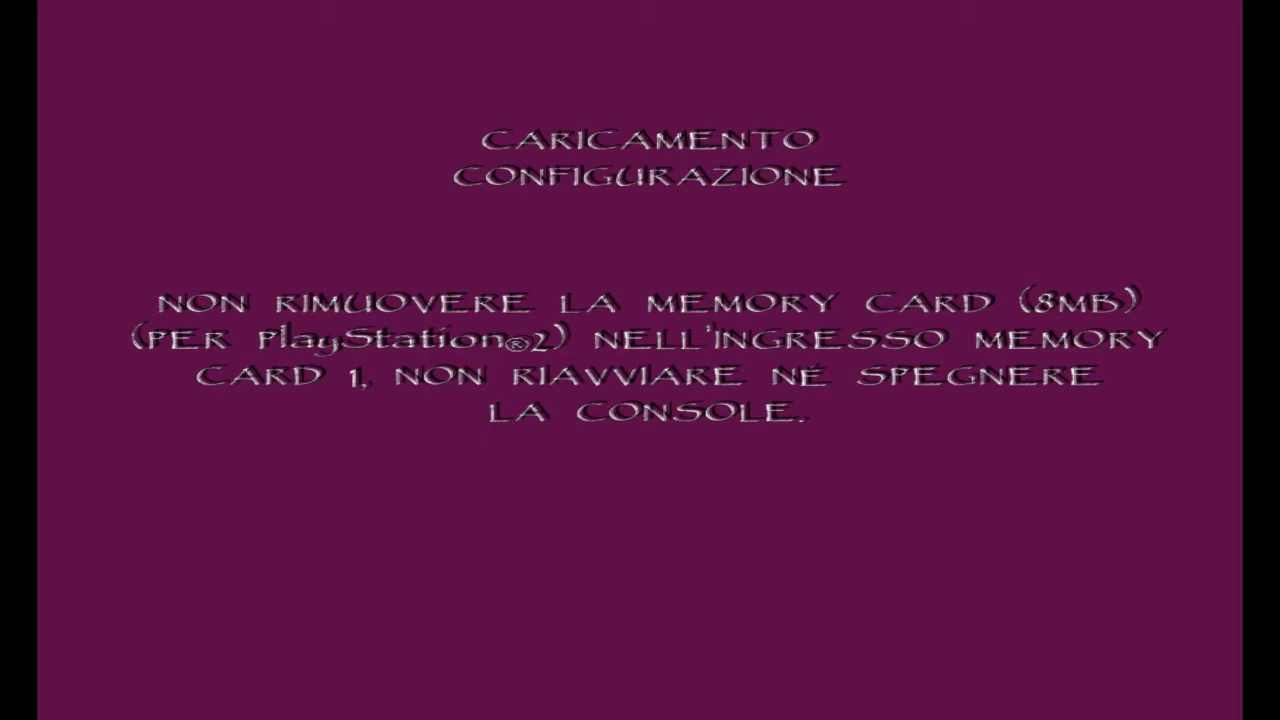 CARICAMENTO
CONFIGURAZIONE
NON RIMUOVERE LA MEMORY CARD (8MB)
(PER PlayStation®2) NELL'INGRESSO MEMORY
CARD 1, NON RIAVVIARE NÉ SPEGNERE
LA CONSOLE.